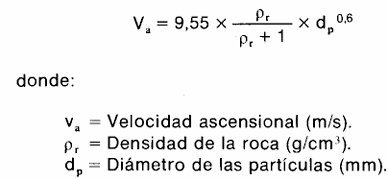 Vₐ = 9,55 × ρᵣ / (ρᵣ + 1) × dₚ^0,6
donde:
vₐ = Velocidad ascensional (m/s).
ρᵣ = Densidad de la roca (g/cm³).
dₚ = Diámetro de las partículas (mm).